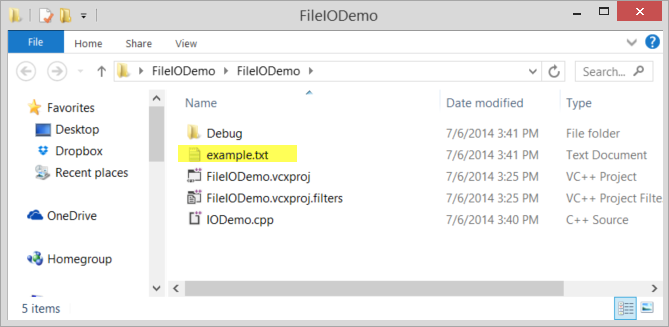 FileIODemo
File Home Share View
FileIODemo FileIODemo Search...
Name Date modified Type
Favorites
Desktop
Dropbox
Recent places
OneDrive
Homegroup
Debug 7/6/2014 3:41 PM File folder
example.txt 7/6/2014 3:41 PM Text Document
FileIODemo.vcxproj 7/6/2014 3:25 PM VC++ Project
FileIODemo.vcxproj.filters 7/6/2014 3:25 PM VC++ Project Filte
IODemo.cpp 7/6/2014 3:40 PM C++ Source
5 items